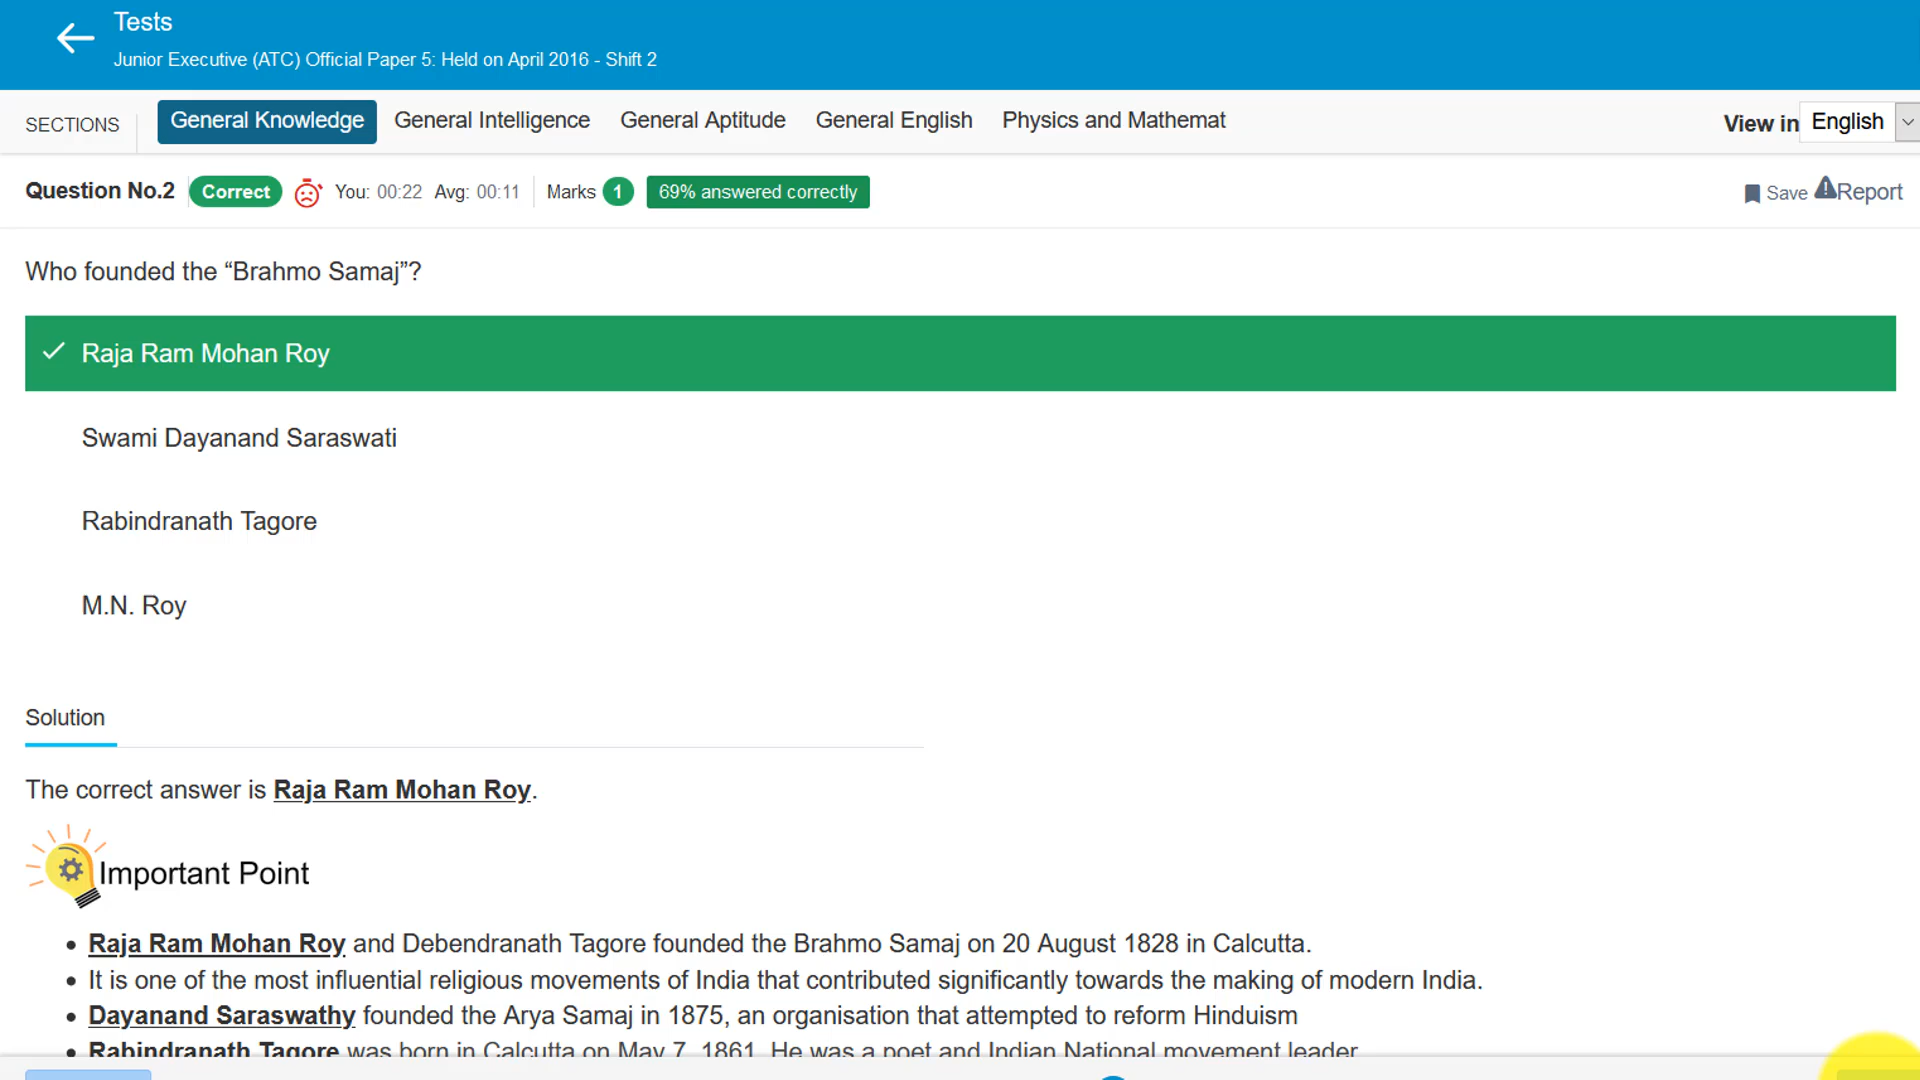 Tests
Junior Executive (ATC) Official Paper 5: Held on April 2016 - Shift 2
SECTIONS General Knowledge General Intelligence General Aptitude General English Physics and Mathemat View in English
Question No.2 Correct You: 00:22 Avg: 00:11 Marks 1 69% answered correctly Save Report
Who founded the “Brahmo Samaj”?
Raja Ram Mohan Roy
Swami Dayanand Saraswati
Rabindranath Tagore
M.N. Roy
Solution
The correct answer is Raja Ram Mohan Roy.
Important Point
Raja Ram Mohan Roy and Debendranath Tagore founded the Brahmo Samaj on 20 August 1828 in Calcutta.
It is one of the most influential religious movements of India that contributed significantly towards the making of modern India.
Dayanand Saraswathy founded the Arya Samaj in 1875, an organisation that attempted to reform Hinduism
Rabindranath Tagore was born in Calcutta on May 7, 1861. He was a poet and Indian National movement leader